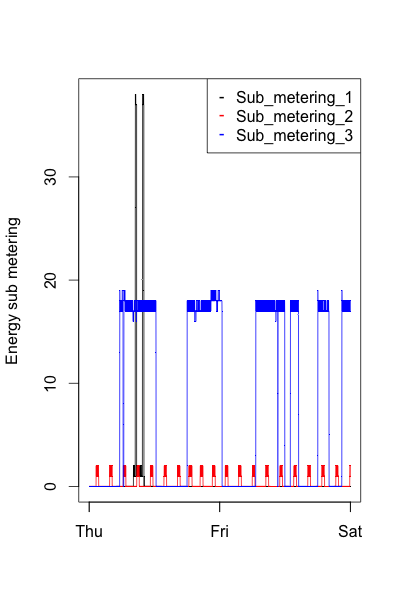 Sub_metering_1
Sub_metering_2
Sub_metering_3
Energy sub metering
30
20
10
0
Thu Fri Sat